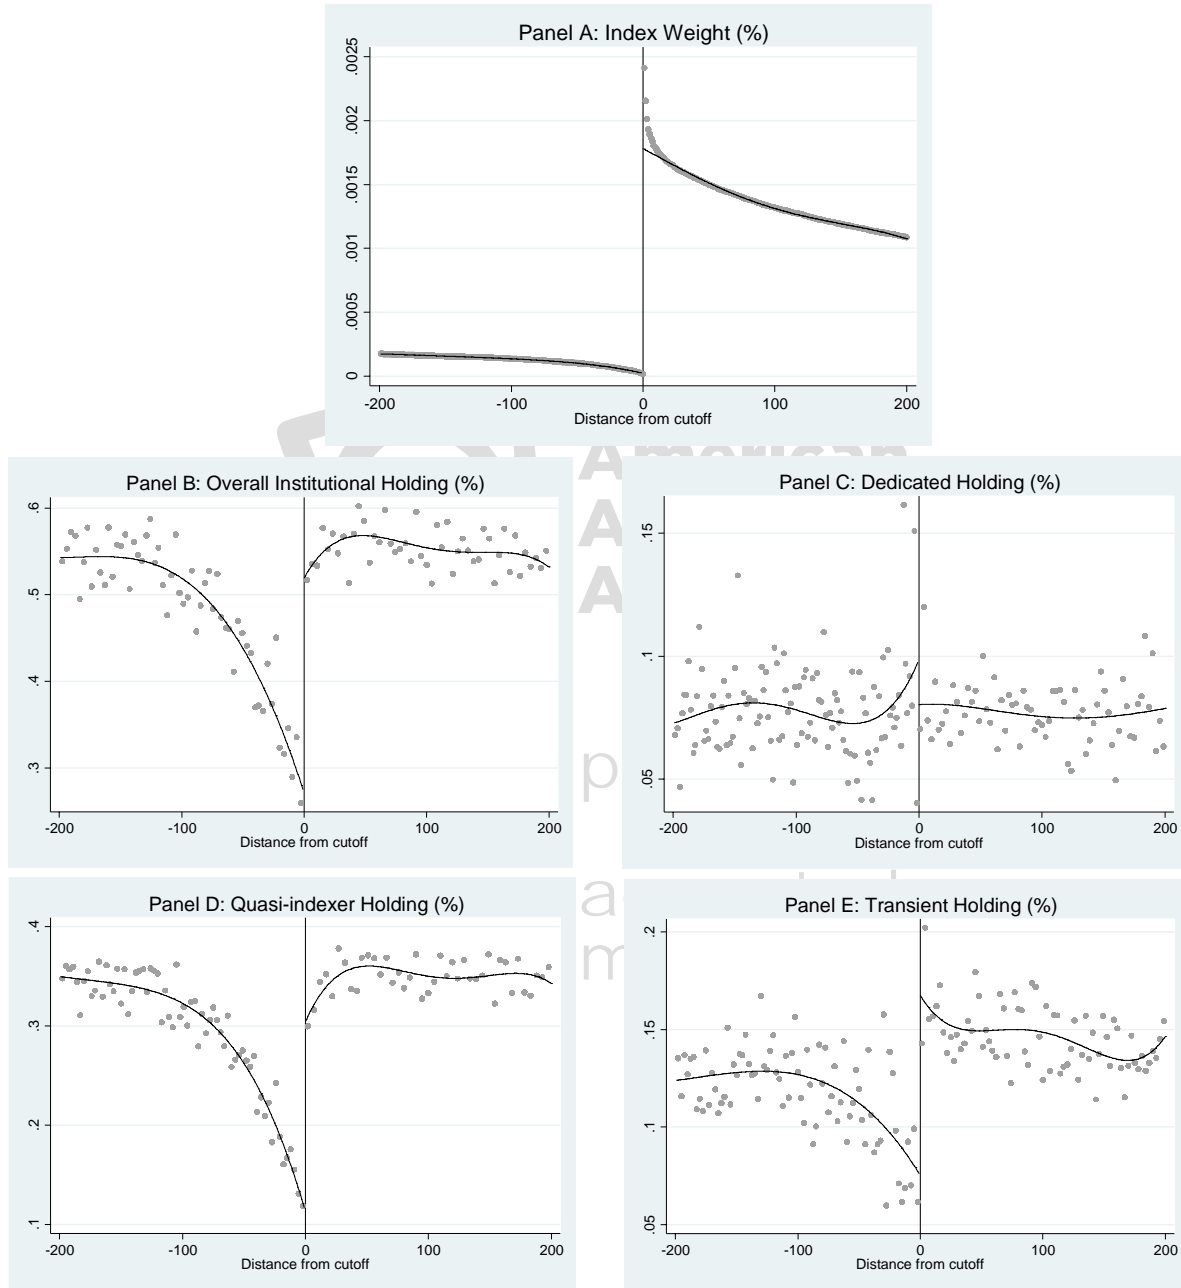 Panel A: Index Weight (%)
.0025
.002
.0015
.001
.0005
0
-200 -100 0 100 200
Distance from cutoff
American
A
A
Panel B: Overall Institutional Holding (%)
.6
.5
.4
.3
-200 -100 0 100 200
Distance from cutoff
Panel C: Dedicated Holding (%)
.15
.1
.05
-200 -100 0 100 200
Distance from cutoff
p
a
m
Panel D: Quasi-indexer Holding (%)
.4
.3
.2
.1
-200 -100 0 100 200
Distance from cutoff
Panel E: Transient Holding (%)
.2
.15
.1
.05
-200 -100 0 100 200
Distance from cutoff